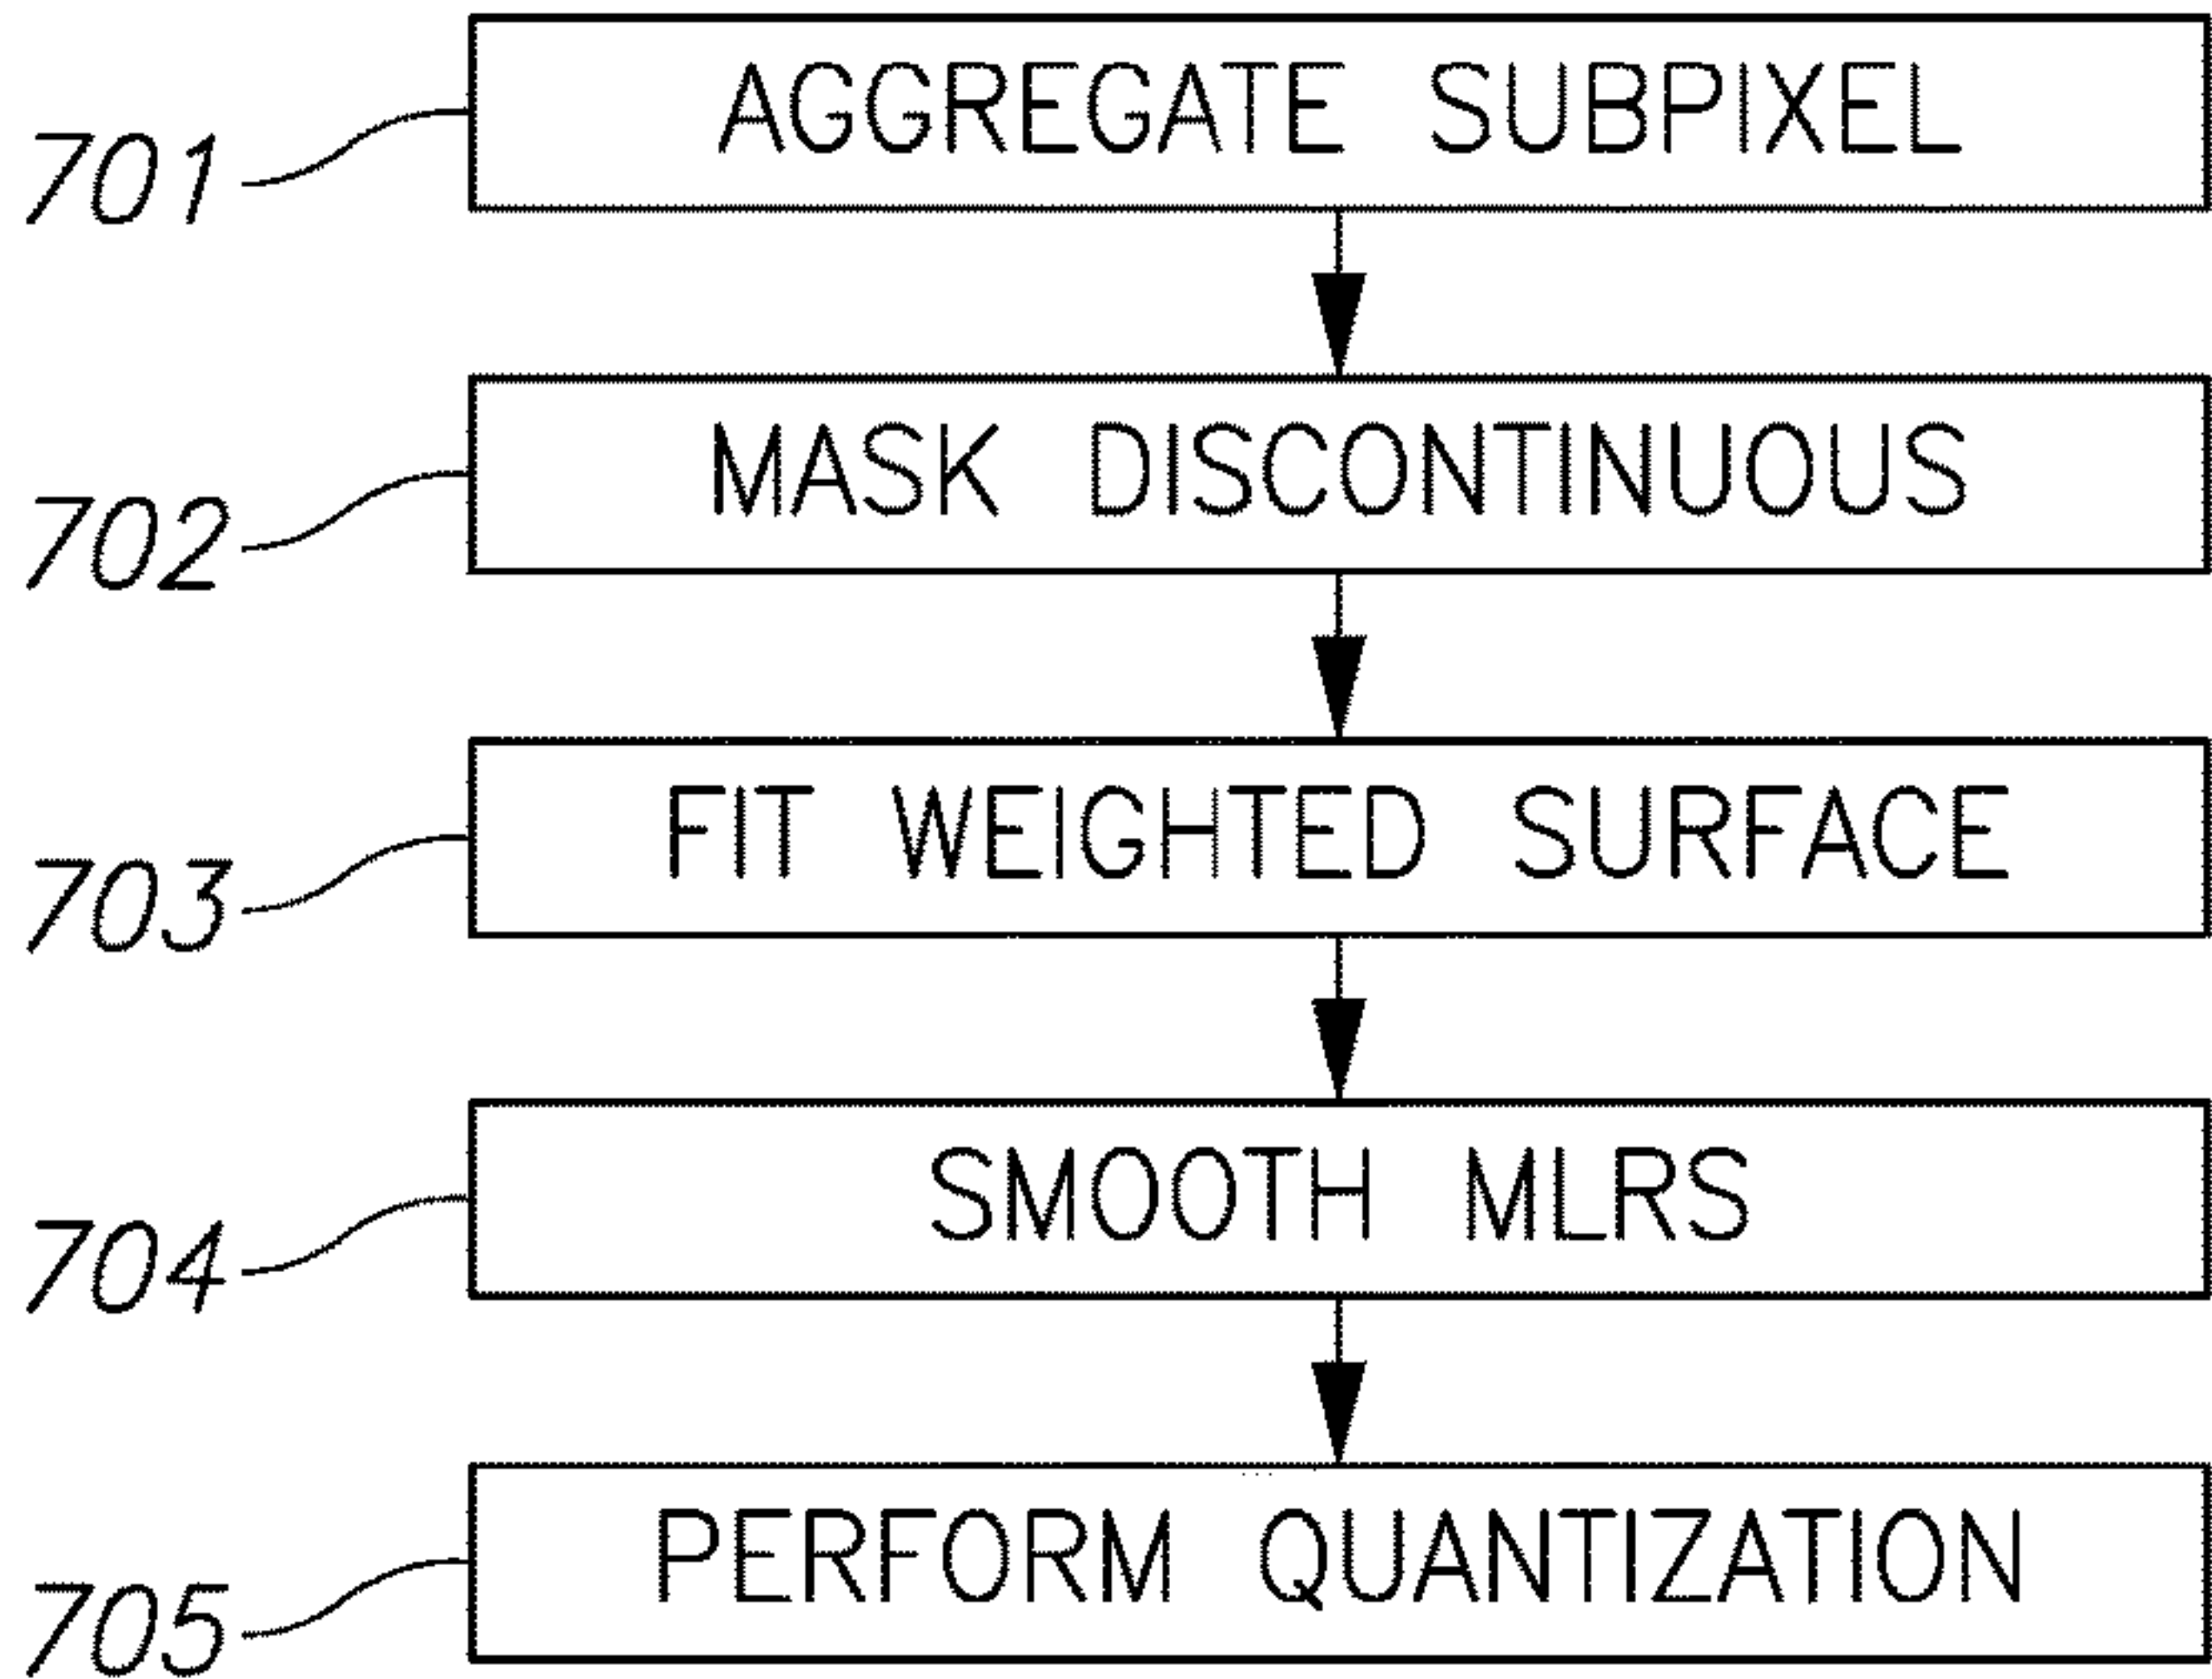 701 AGGREGATE SUBPIXEL
702 MASK DISCONTINUOUS
703 FIT WEIGHTED SURFACE
704 SMOOTH MLRS
705 PERFORM QUANTIZATION